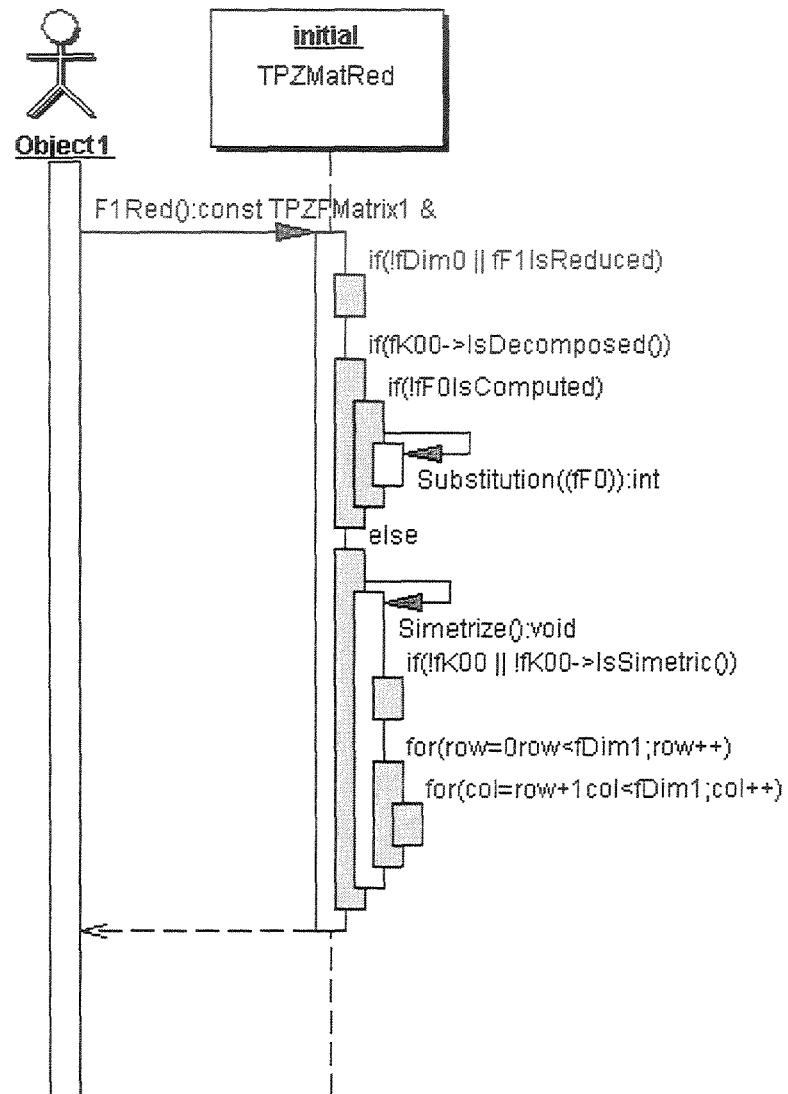 initial
TPZMatRed
Object1
F1Red():const TPZFMatrix1 &
if(!fDim0 || fF1IsReduced)
if(fK00->IsDecomposed())
if(!fF0IsComputed)
Substitution((fF0)):int
else
Simetrize():void
if(!fK00 || !fK00->IsSimetric())
for(row=0row<fDim1;row++)
for(col=row+1col<fDim1;col++)